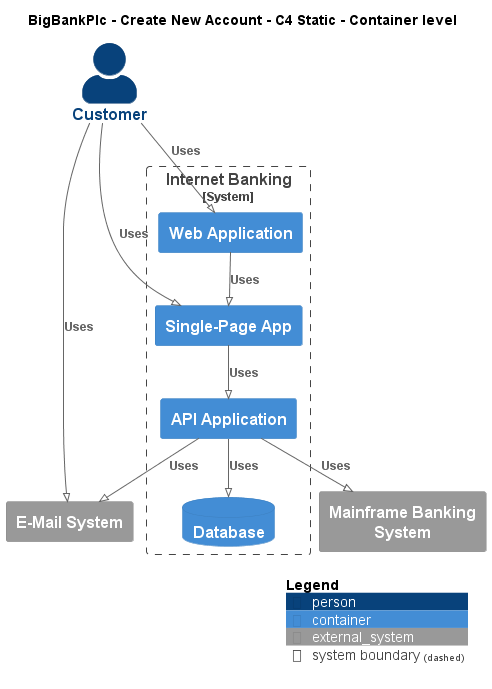 BigBankPlc - Create New Account - C4 Static - Container level
Customer
Uses
Internet Banking
[System]
Web Application
Uses
Uses
Single-Page App
Uses
Uses
API Application
Uses
Uses
Uses
E-Mail System
Database
Mainframe Banking
System
Legend
person
container
external_system
system boundary (dashed)